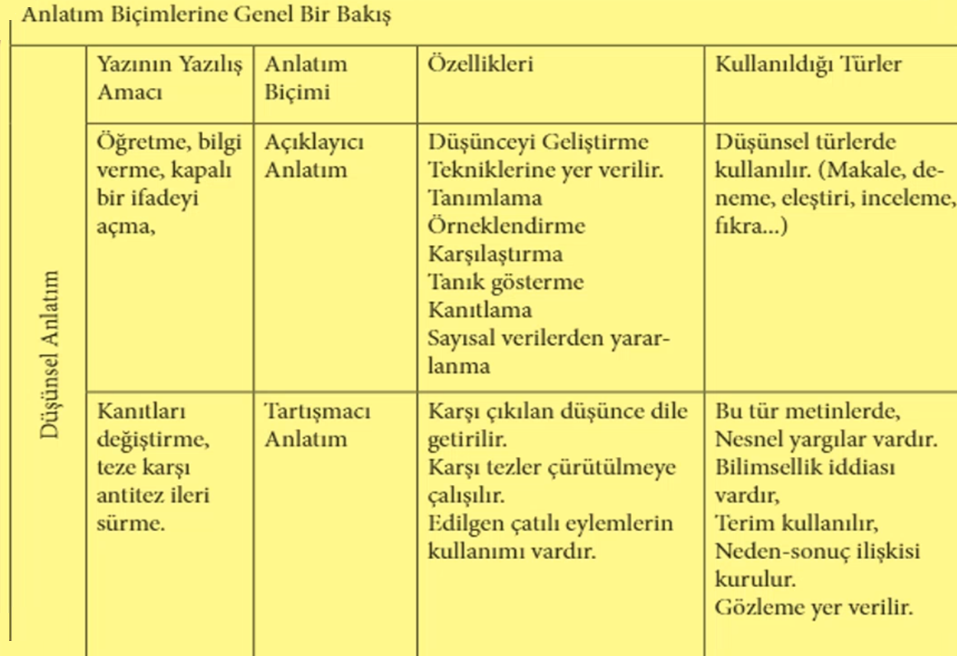 Anlatım Biçimlerine Genel Bir Bakış
Yazının Yazılış
Amacı
Anlatım
Biçimi
Özellikleri
Kullanıldığı Türler
Düşünsel Anlatım
Öğretme, bilgi
verme, kapalı
bir ifadeyi
açma,
Açıklayıcı
Anlatım
Düşünceyi Geliştirme
Tekniklerine yer verilir.
Tanımlama
Örneklendirme
Karşılaştırma
Tanık gösterme
Kanıtlama
Sayısal verilerden yarar-
lanma
Düşünsel türlerde
kullanılır. (Makale, de-
neme, eleştiri, inceleme,
fıkra...)
Kanıtları
değiştirme,
teze karşı
antitez ileri
sürme.
Tartışmacı
Anlatım
Karşı çıkılan düşünce dile
getirilir.
Karşı tezler çürütülmeye
çalışılır.
Edilgen çatılı eylemlerin
kullanımı vardır.
Bu tür metinlerde,
Nesnel yargılar vardır.
Bilimsellik iddiası
vardır,
Terim kullanılır,
Neden-sonuç ilişkisi
kurulur.
Gözleme yer verilir.